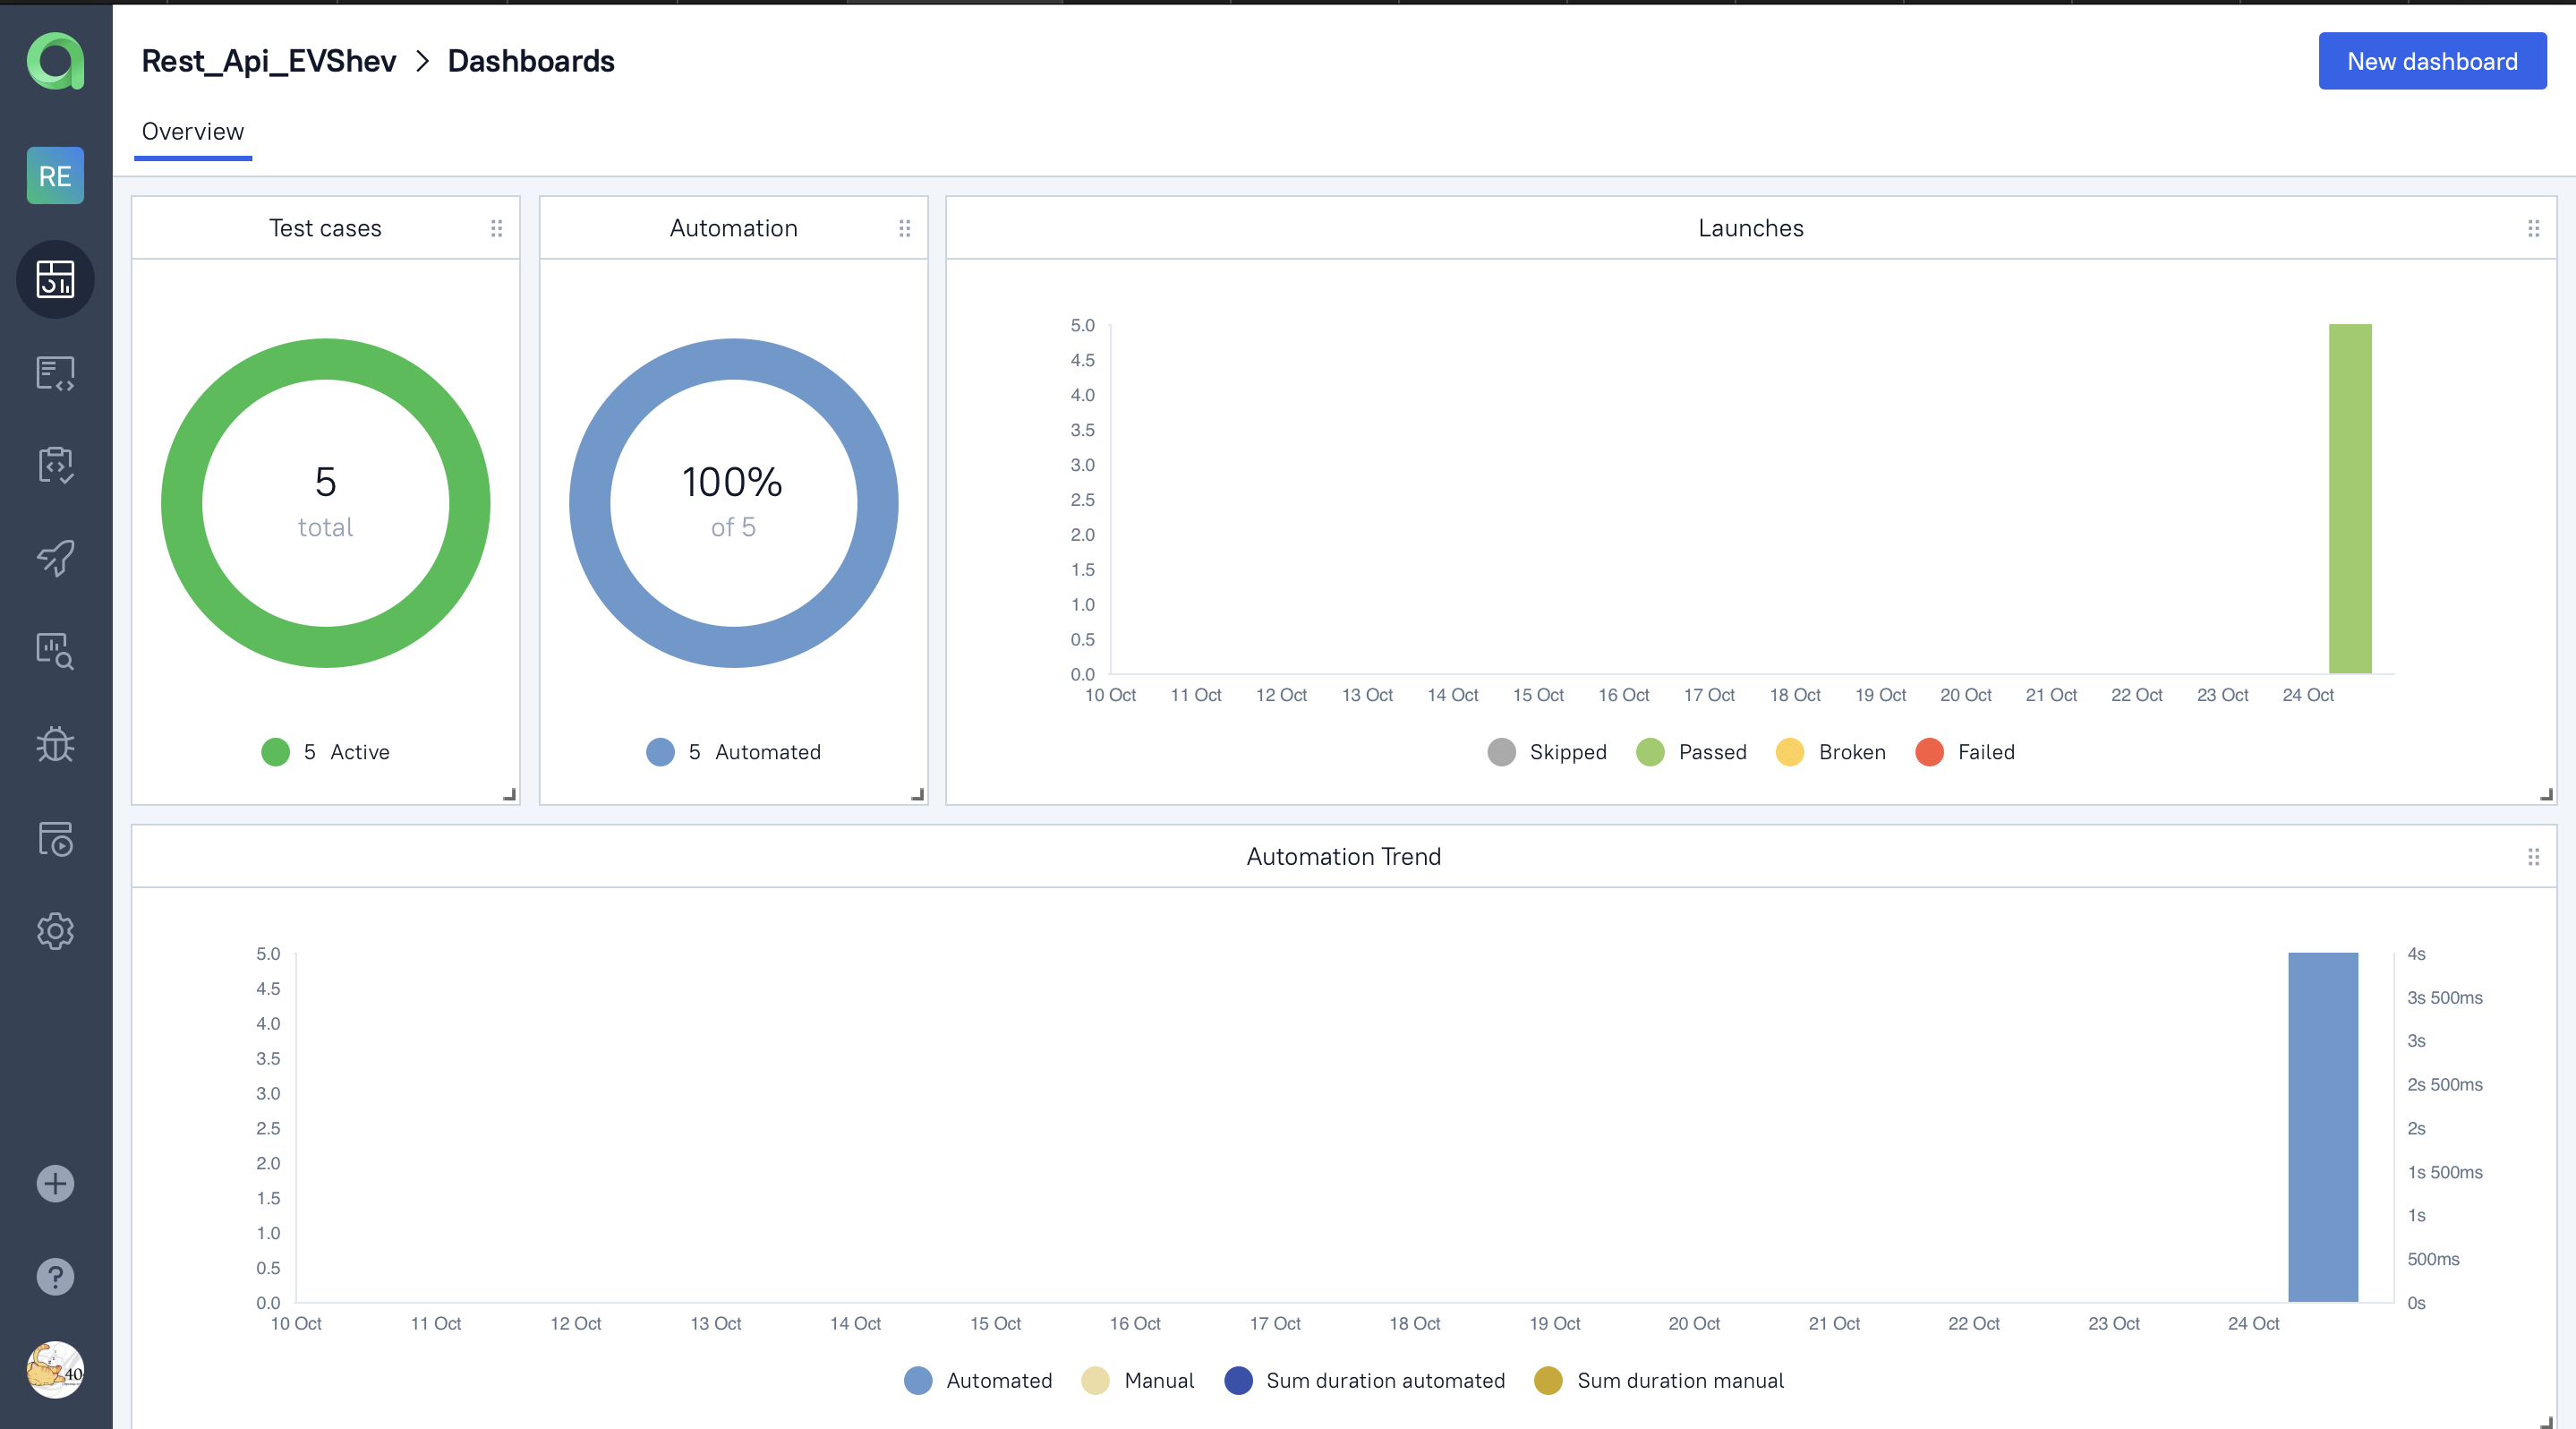 Rest_Api_EVShev > Dashboards
New dashboard
Overview
RE
Test cases
5
total
5 Active
Automation
100%
of 5
5 Automated
Launches
5.0
4.5
4.0
3.5
3.0
2.5
2.0
1.5
1.0
0.5
0.0
10 Oct 11 Oct 12 Oct 13 Oct 14 Oct 15 Oct 16 Oct 17 Oct 18 Oct 19 Oct 20 Oct 21 Oct 22 Oct 23 Oct 24 Oct
Skipped Passed Broken Failed
Automation Trend
5.0
4.5
4.0
3.5
3.0
2.5
2.0
1.5
1.0
0.5
0.0
4s
3s 500ms
3s
2s 500ms
2s
1s 500ms
1s
500ms
0s
10 Oct 11 Oct 12 Oct 13 Oct 14 Oct 15 Oct 16 Oct 17 Oct 18 Oct 19 Oct 20 Oct 21 Oct 22 Oct 23 Oct 24 Oct
Automated Manual Sum duration automated Sum duration manual
40